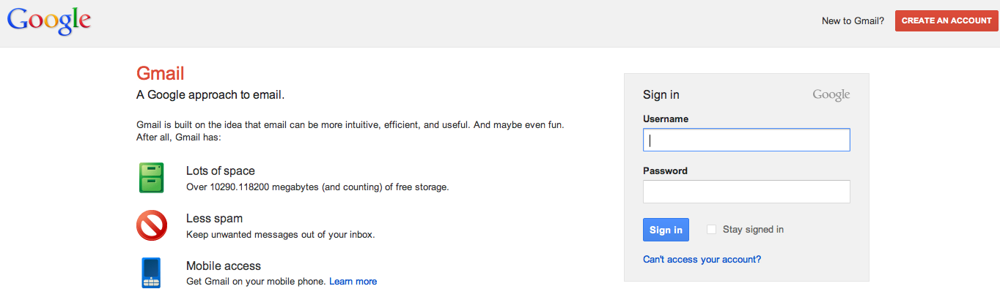 Google
New to Gmail?
CREATE AN ACCOUNT
Gmail
A Google approach to email.
Gmail is built on the idea that email can be more intuitive, efficient, and useful. And maybe even fun.
After all, Gmail has:
Lots of space
Over 10290.118200 megabytes (and counting) of free storage.
Less spam
Keep unwanted messages out of your inbox.
Mobile access
Get Gmail on your mobile phone. Learn more
Sign in
Google
Username
Password
Sign in
Stay signed in
Can't access your account?